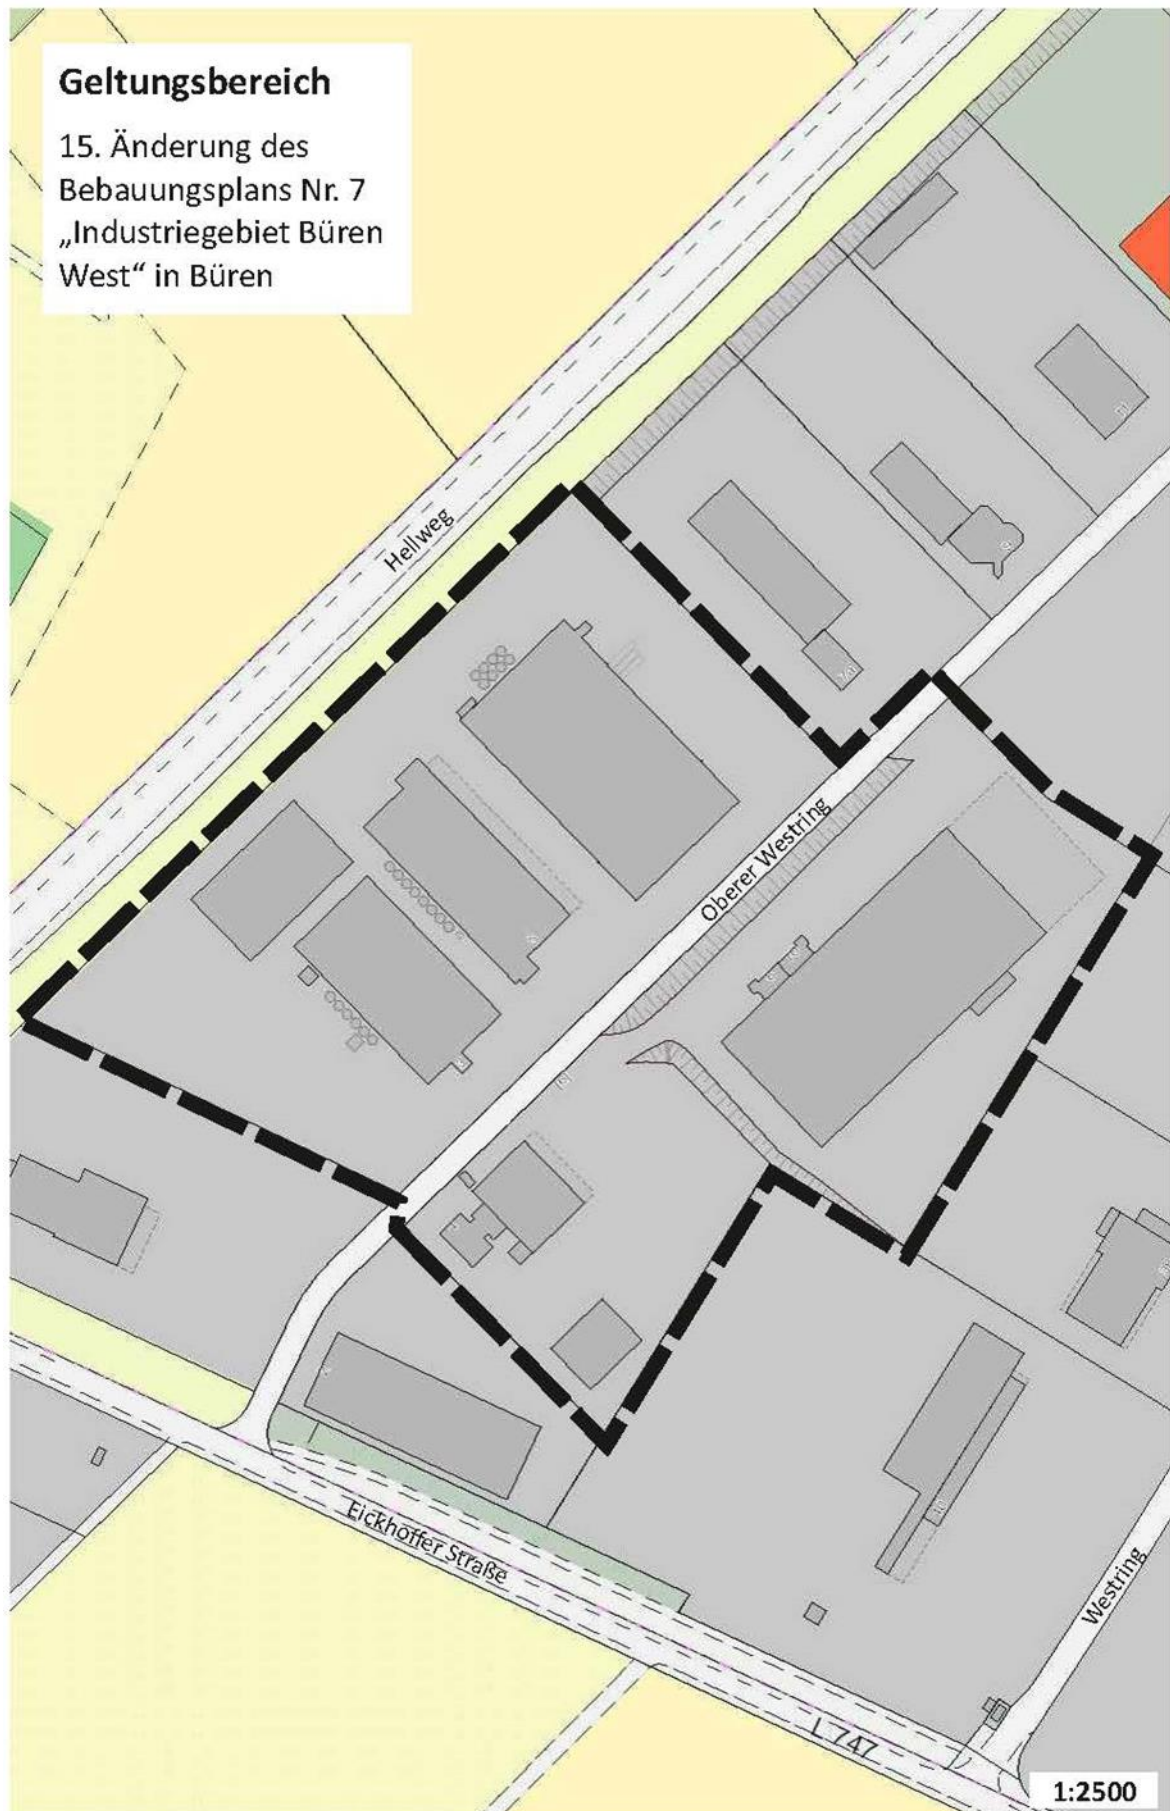 Geltungsbereich
15. Änderung des
Bebauungsplans Nr. 7
„Industriegebiet Büren
West“ in Büren
Hellweg
Oberer Westring
Eickhoffer Straße
Westring
L 747
1:2500